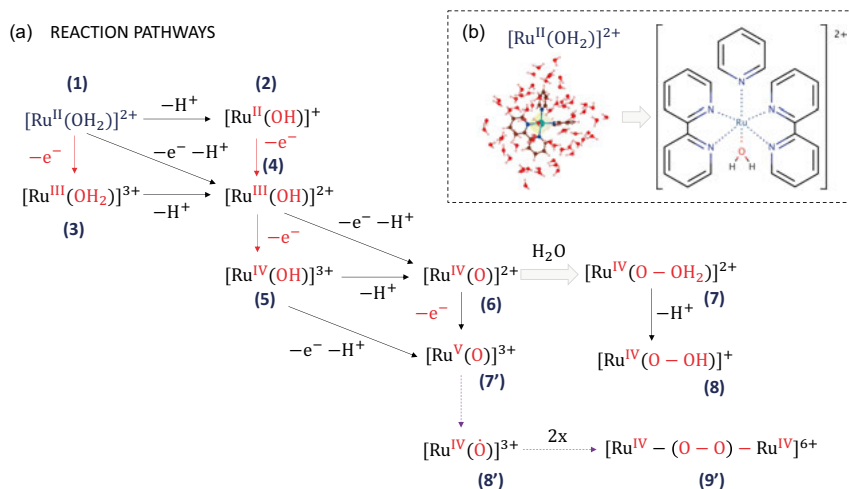 (a) REACTION PATHWAYS
(1)
(2)
[Ru^II(OH₂)]²⁺
−H⁺
[Ru^II(OH)]⁺
−e⁻
−e⁻ −H⁺
−e⁻
(4)
[Ru^III(OH₂)]³⁺
−H⁺
[Ru^III(OH)]²⁺
(3)
−e⁻
−e⁻ −H⁺
[Ru^IV(OH)]³⁺
−H⁺
[Ru^IV(O)]²⁺
H₂O
[Ru^IV(O − OH₂)]²⁺
(5)
(6)
(7)
−e⁻
−H⁺
−e⁻ −H⁺
[Ru^V(O)]³⁺
[Ru^IV(O − OH)]⁺
(7')
(8)
[Ru^IV(Ȯ)]³⁺
2x
[Ru^IV − (O − O) − Ru^IV]⁶⁺
(8')
(9')
(b)
[Ru^II(OH₂)]²⁺
2+
N
N
N
Ru
N
N
O
H
H